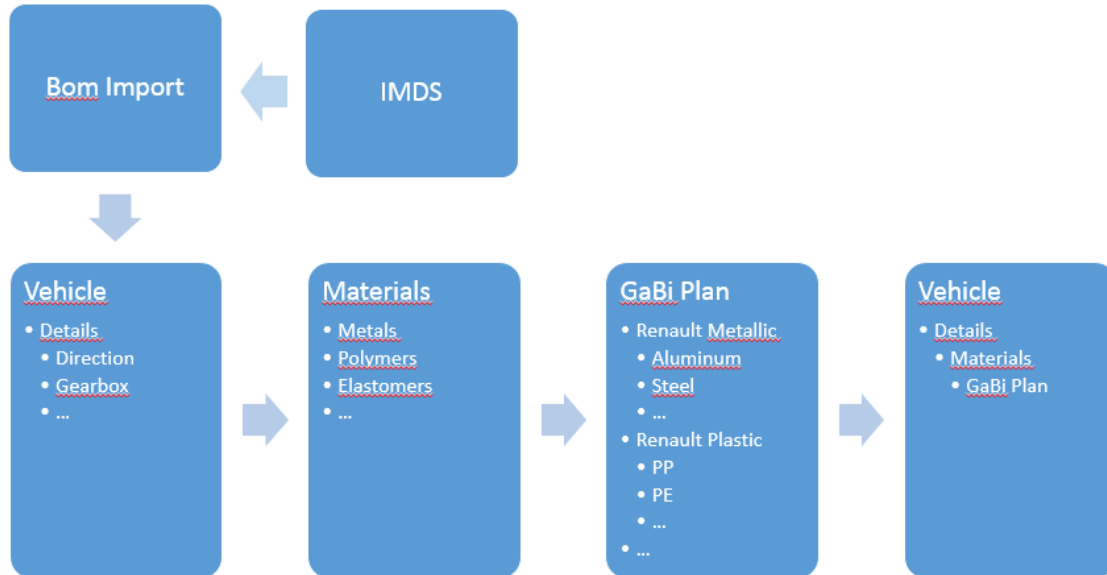 Bom Import
IMDS
Vehicle
• Details
• Direction
• Gearbox
• ...
Materials
• Metals
• Polymers
• Elastomers
• ...
GaBi Plan
• Renault Metallic
• Aluminum
• Steel
• ...
• Renault Plastic
• PP
• PE
• ...
• ...
Vehicle
• Details
• Materials
• GaBi Plan